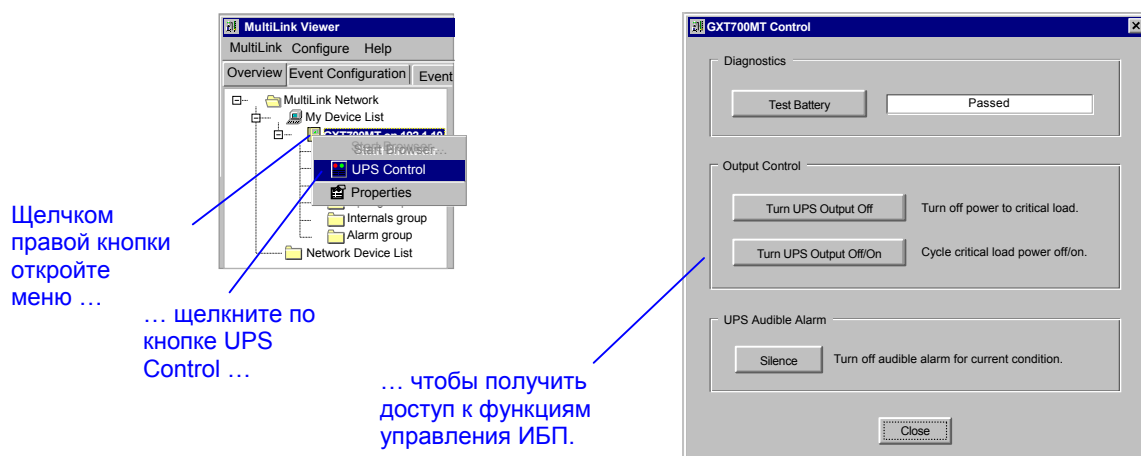 MultiLink Viewer
MultiLink Configure Help
Overview Event Configuration Event
MultiLink Network
My Device List
Start Browser...
UPS Control
Properties
Internals group
Alarm group
Network Device List
Щелчком
правой кнопки
откройте
меню …
… щелкните по
кнопке UPS
Control …
… чтобы получить
доступ к функциям
управления ИБП.
GXT700MT Control
Diagnostics
Test Battery Passed
Output Control
Turn UPS Output Off Turn off power to critical load.
Turn UPS Output Off/On Cycle critical load power off/on.
UPS Audible Alarm
Silence Turn off audible alarm for current condition.
Close